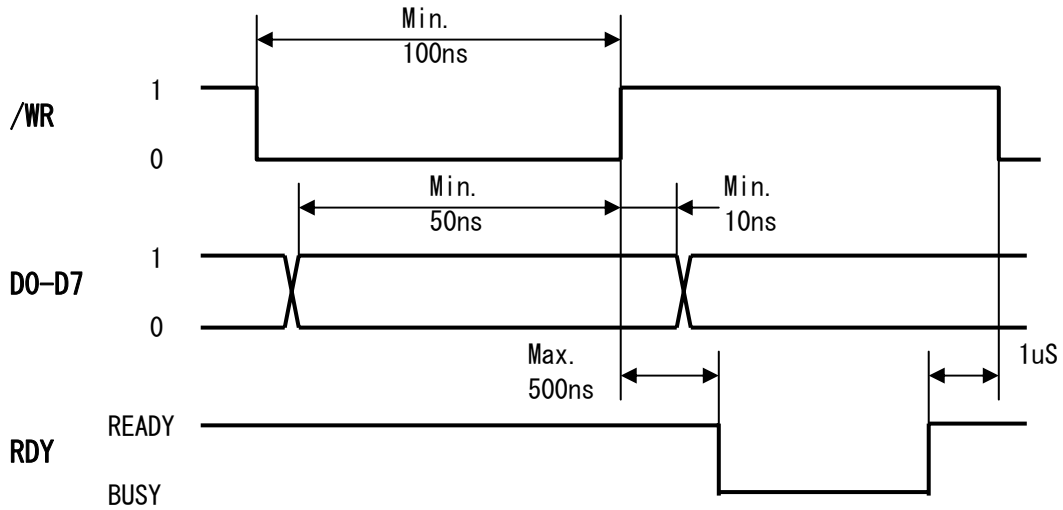 Min.
100ns
1
/WR
0
Min.
50ns
Min.
10ns
1
D0-D7
0
Max.
500ns
1uS
READY
RDY
BUSY